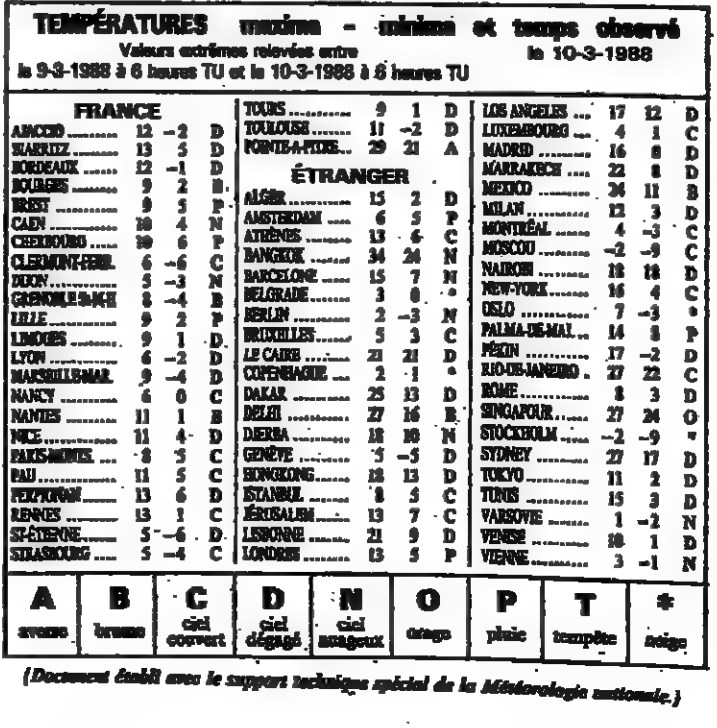 TEMPÉRATURES maxima - minima et temps observé
Valeurs extrêmes relevées entre le 10-3-1988
le 9-3-1988 à 6 heures TU et le 10-3-1988 à 6 heures TU
FRANCE
AJACCIO ......... 12 -2 D
BIARRITZ ......... 13 5 D
BORDEAUX ....... 12 -1 D
BOURGES ......... 9 2 B
BREST ............ 9 5 P
CAEN ............ 10 4 N
CHERBOURG ..... 10 6 P
CLERMONT-FERR. 6 -6 C
DIJON ............ 5 -3 N
GRENOBLE S-M-H 8 -4 B
LILLE ............ 9 2 P
LIMOGES ......... 9 1 D
LYON ............ 6 -2 D
MARSEILLE-MAR. 9 -4 D
NANCY .......... 6 0 C
NANTES ......... 11 1 B
NICE ............. 11 4 D
PARIS-MONTS. ... 8 5 C
PAU .............. 11 5 C
PERPIGNAN ...... 13 6 D
RENNES ......... 13 1 C
ST-ÉTIENNE ...... 5 -6 D
STRASBOURG .... 5 -4 C
TOURS ........... 9 1 D
TOULOUSE ....... 11 -2 D
POINTE-A-PITRE... 29 21 A
ÉTRANGER
ALGER ........... 15 2 D
AMSTERDAM .... 6 5 P
ATHÈNES ........ 13 6 C
BANGKOK ....... 34 24 N
BARCELONE ..... 15 7 N
BELGRADE ...... 3 0 *
BERLIN .......... 2 -3 N
BRUXELLES ...... 5 3 C
LE CAIRE ........ 21 21 D
COPENHAGUE ... 2 1 *
DAKAR .......... 25 13 D
DELHI ........... 27 16 B
DJERBA .......... 18 10 N
GENÈVE ......... 5 -5 D
HONGKONG ..... 18 13 D
ISTANBUL ....... 8 5 C
JÉRUSALEM ..... 13 7 C
LISBONNE ....... 21 9 D
LONDRES ........ 13 5 P
LOS ANGELES ... 17 12 D
LUXEMBOURG ... 4 1 C
MADRID ......... 16 8 D
MARRAKECH .... 22 8 D
MEXICO ......... 24 11 B
MILAN .......... 12 3 D
MONTRÉAL ..... 4 -3 C
MOSCOU ........ -2 -9 C
NAIROBI ........ 18 D
NEW-YORK ...... 16 4 C
OSLO ............ 7 -3 *
PALMA-DE-MAJ. .. 14 8 P
PÉKIN ........... 17 -2 D
RIO-DE-JANEIRO . 27 22 C
ROME ........... 8 3 D
SINGAPOUR ...... 27 24 O
STOCKHOLM .... -2 -9 *
SYDNEY ......... 27 17 D
TOKYO .......... 11 2 D
TUNIS ........... 15 3 D
VARSOVIE ....... 1 -2 N
VENISE .......... 10 1 D
VIENNE .......... 3 -1 N
A averse
B brume
C ciel couvert
D ciel dégagé
N ciel nuageux
O orage
P pluie
T tempête
* neige
(Document établi avec le support technique spécial de la Météorologie nationale.)